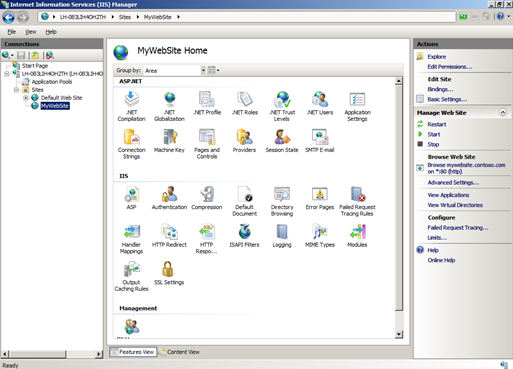 Internet Information Services (IIS) Manager
LH-0B3LIH4OH2TH
Sites
MyWebSite
File View Help
Connections
Start Page
LH-0B3LIH4OH2TH (LH-0B3LIH4
Application Pools
Sites
Default Web Site
MyWebSite
MyWebSite Home
Group by: Area
ASP.NET
.NET Compilation
.NET Globalization
.NET Profile
.NET Roles
.NET Trust Levels
.NET Users
Application Settings
Connection Strings
Machine Key
Pages and Controls
Providers
Session State
SMTP E-mail
IIS
ASP
Authentication
Compression
Default Document
Directory Browsing
Error Pages
Failed Request Tracing Rules
Handler Mappings
HTTP Redirect
HTTP Respo...
ISAPI Filters
Logging
MIME Types
Modules
Output Caching Rules
SSL Settings
Management
Features View
Content View
Actions
Explore
Edit Permissions...
Edit Site
Bindings...
Basic Settings...
Manage Web Site
Restart
Start
Stop
Browse Web Site
Browse mywebsite.contoso.com
on *:80 (http)
Advanced Settings...
View Applications
View Virtual Directories
Configure
Failed Request Tracing...
Limits...
Help
Online Help
Ready